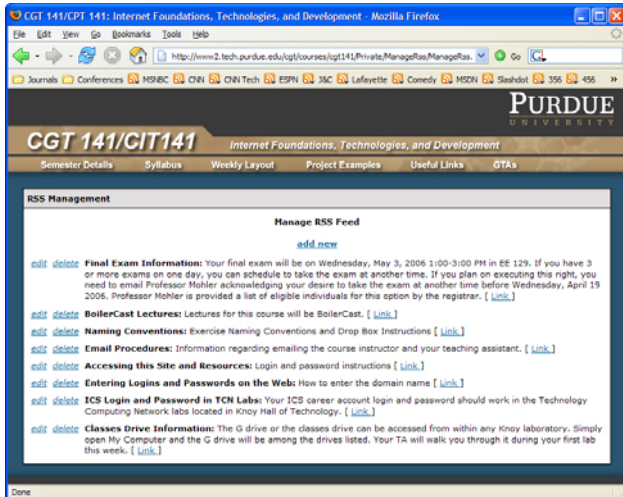 CGT 141/CPT 141: Internet Foundations, Technologies, and Development - Mozilla Firefox
File Edit View Go Bookmarks Tools Help
http://www2.tech.purdue.edu/cgt/courses/cgt141/Private/ManageRss/ManageRss. Go
Journals Conferences MSNBC CNN CNN Tech ESPN J&C Lafayette Comedy MSDN Slashdot 356 456 »
PURDUE
UNIVERSITY
CGT 141/CIT141 Internet Foundations, Technologies, and Development
Semester Details Syllabus Weekly Layout Project Examples Useful Links GTAs
RSS Management
Manage RSS Feed
add new
edit delete Final Exam Information: Your final exam will be on Wednesday, May 3, 2006 1:00-3:00 PM in EE 129. If you have 3
or more exams on one day, you can schedule to take the exam at another time. If you plan on executing this right, you
need to email Professor Mohler acknowledging your desire to take the exam at another time before Wednesday, April 19
2006. Professor Mohler is provided a list of eligible individuals for this option by the registrar. [ Link ]
edit delete BoilerCast Lectures: Lectures for this course will be BoilerCast. [ Link ]
edit delete Naming Conventions: Exercise Naming Conventions and Drop Box Instructions [ Link ]
edit delete Email Procedures: Information regarding emailing the course instructor and your teaching assistant. [ Link ]
edit delete Accessing this Site and Resources: Login and password instructions [ Link ]
edit delete Entering Logins and Passwords on the Web: How to enter the domain name [ Link ]
edit delete ICS Login and Password in TCN Labs: Your ICS career account login and password should work in the Technology
Computing Network labs located in Knoy Hall of Technology. [ Link ]
edit delete Classes Drive Information: The G drive or the classes drive can be accessed from within any Knoy laboratory. Simply
open My Computer and the G drive will be among the drives listed. Your TA will walk you through it during your first lab
this week. [ Link ]
Done